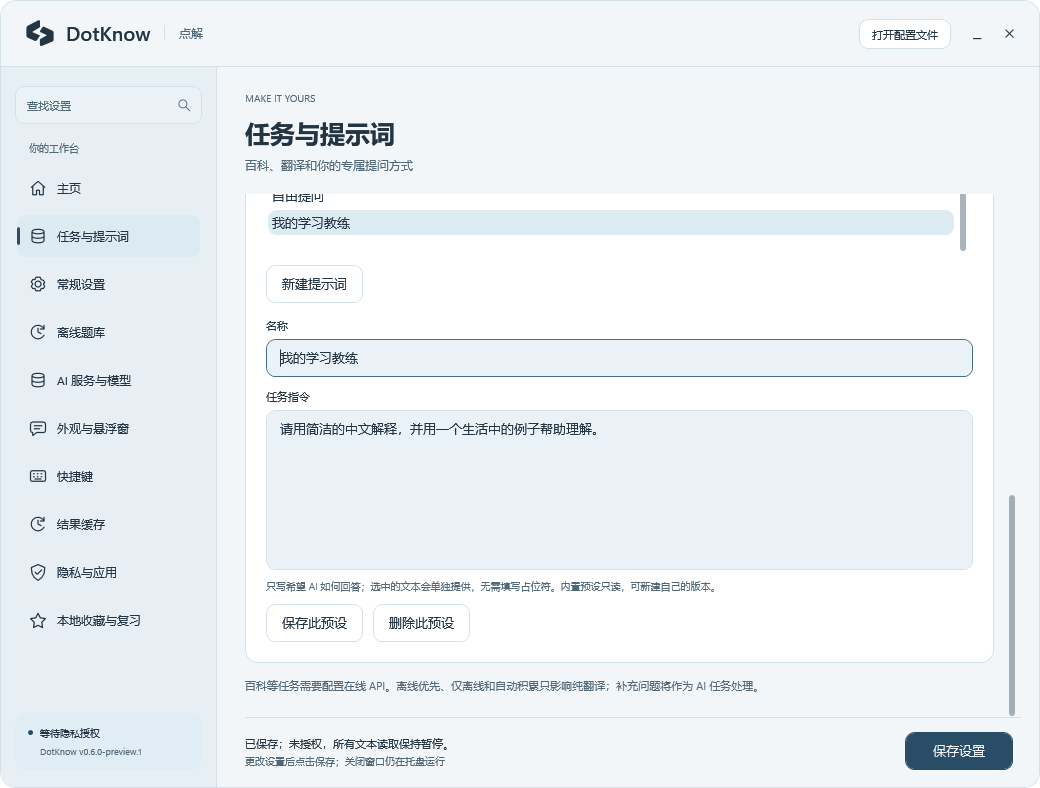 DotKnow 点解
打开配置文件
查找设置
你的工作台
主页
任务与提示词
常规设置
离线题库
AI 服务与模型
外观与悬浮窗
快捷键
结果缓存
隐私与应用
本地收藏与复习
等待隐私授权
DotKnow v0.6.0-preview.1
MAKE IT YOURS
任务与提示词
百科、翻译和你的专属提问方式
自由提问
我的学习教练
新建提示词
名称
我的学习教练
任务指令
请用简洁的中文解释，并用一个生活中的例子帮助理解。
只写希望 AI 如何回答；选中的文本会单独提供，无需填写占位符。内置预设只读，可新建自己的版本。
保存此预设 删除此预设
百科等任务需要配置在线 API。离线优先、仅离线和自动积累只影响纯翻译；补充问题将作为 AI 任务处理。
已保存；未授权，所有文本读取保持暂停。
更改设置后点击保存；关闭窗口仍在托盘运行
保存设置